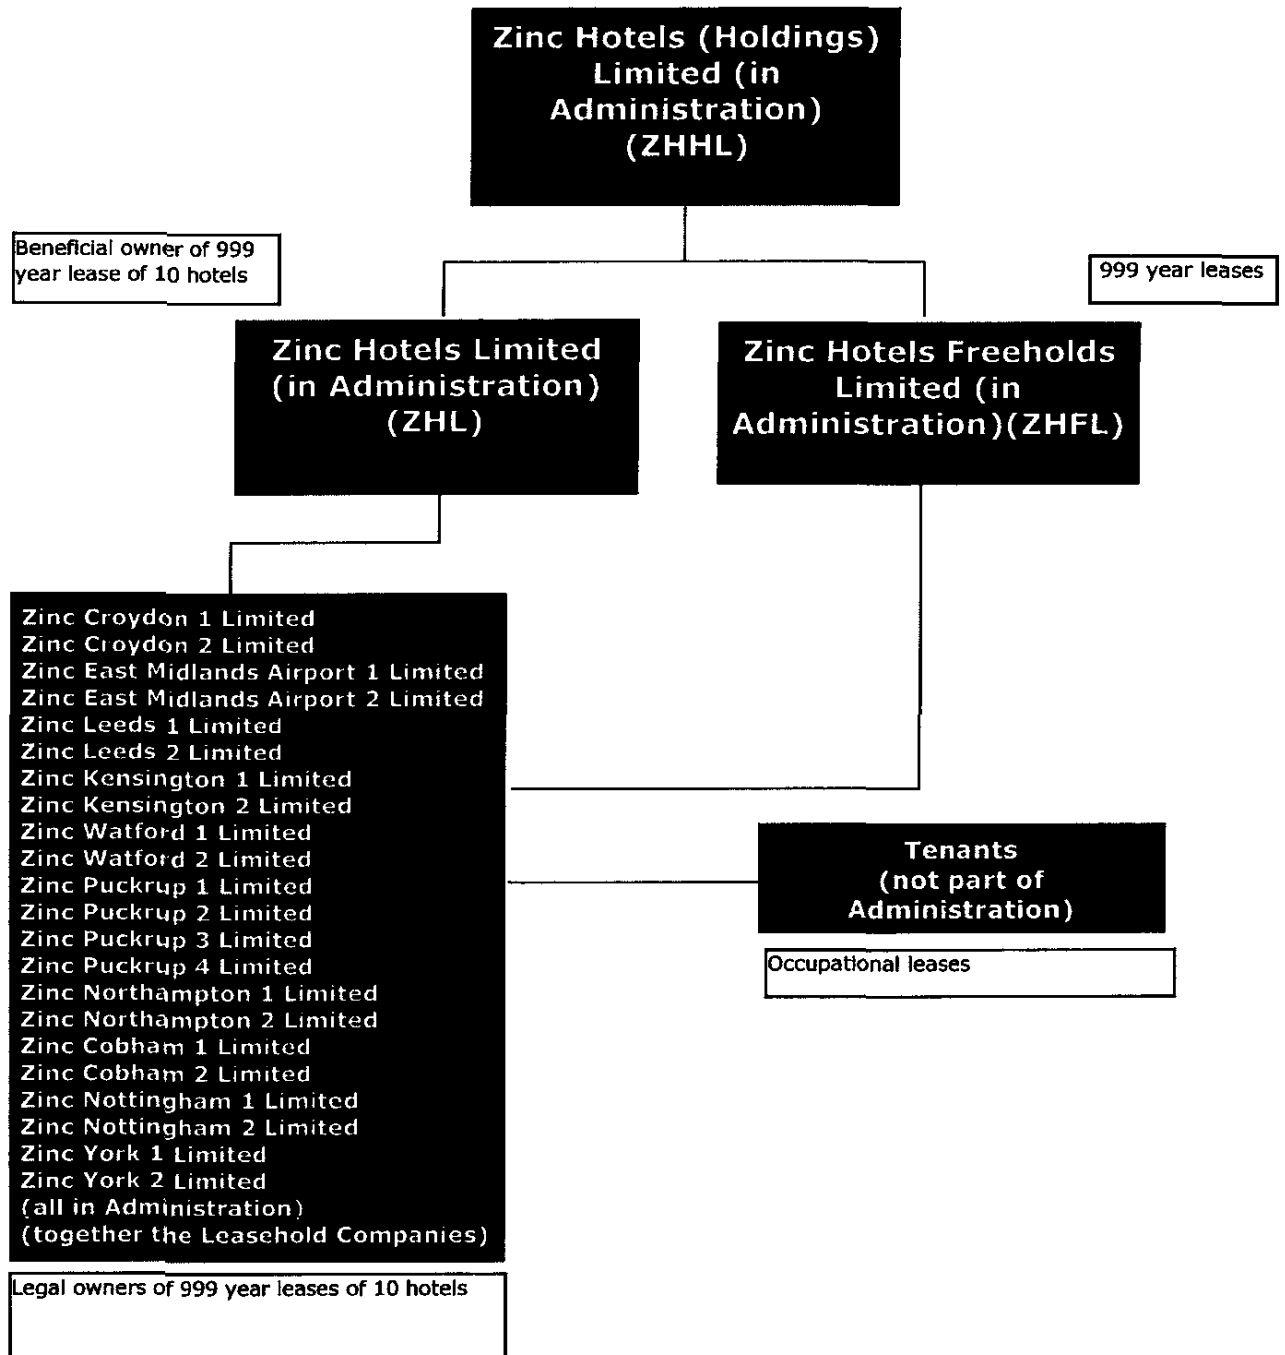 Zinc Hotels (Holdings)
Limited (in
Administration)
(ZHHL)
Beneficial owner of 999
year lease of 10 hotels
999 year leases
Zinc Hotels Limited
(in Administration)
(ZHL)
Zinc Hotels Freeholds
Limited (in
Administration)(ZHFL)
Zinc Croydon 1 Limited
Zinc Croydon 2 Limited
Zinc East Midlands Airport 1 Limited
Zinc East Midlands Airport 2 Limited
Zinc Leeds 1 Limited
Zinc Leeds 2 Limited
Zinc Kensington 1 Limited
Zinc Kensington 2 Limited
Zinc Watford 1 Limited
Zinc Watford 2 Limited
Zinc Puckrup 1 Limited
Zinc Puckrup 2 Limited
Zinc Puckrup 3 Limited
Zinc Puckrup 4 Limited
Zinc Northampton 1 Limited
Zinc Northampton 2 Limited
Zinc Cobham 1 Limited
Zinc Cobham 2 Limited
Zinc Nottingham 1 Limited
Zinc Nottingham 2 Limited
Zinc York 1 Limited
Zinc York 2 Limited
(all in Administration)
(together the Leasehold Companies)
Tenants
(not part of
Administration)
Occupational leases
Legal owners of 999 year leases of 10 hotels